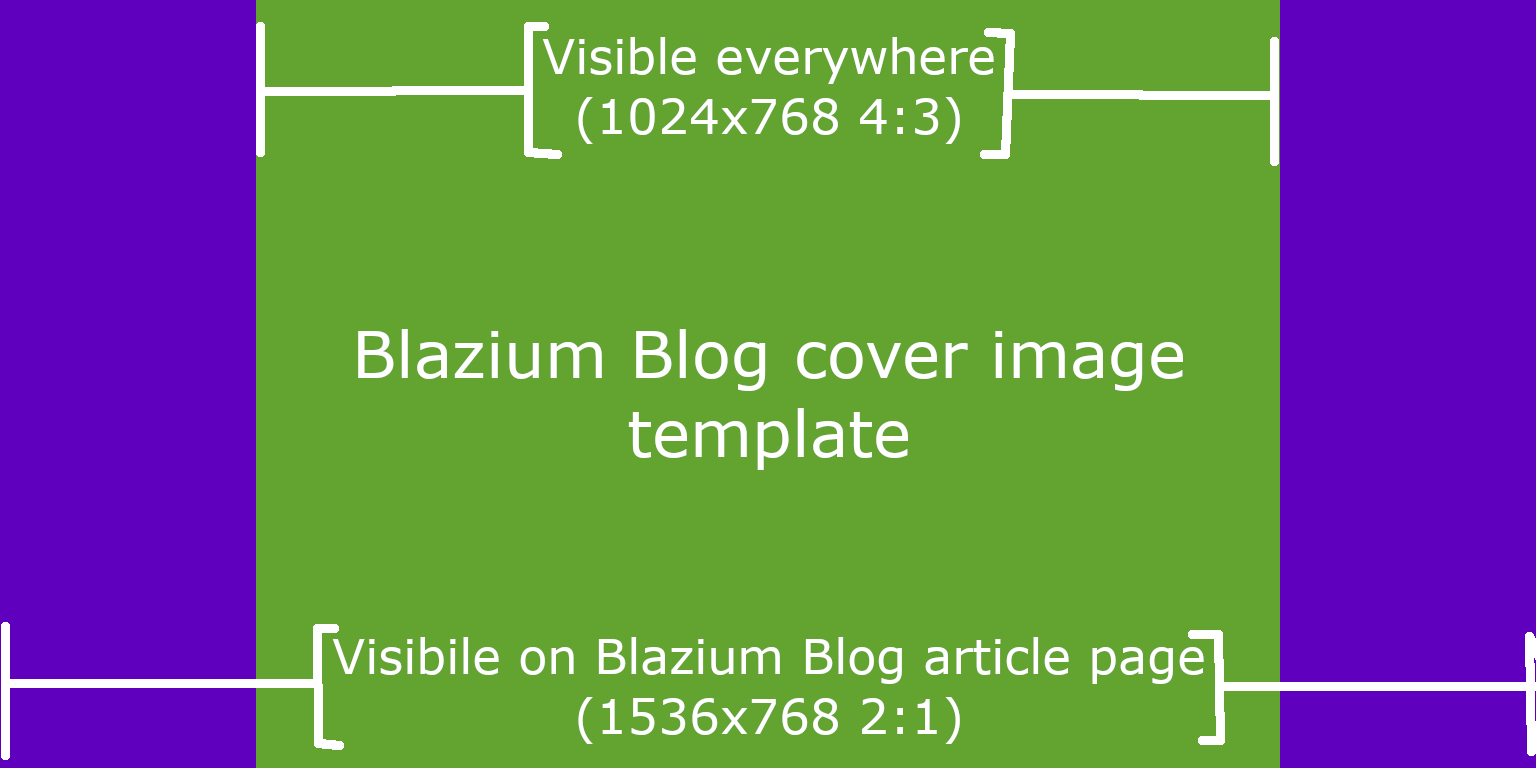 Visible everywhere
(1024x768 4:3)
Blazium Blog cover image
template
Visibile on Blazium Blog article page
(1536x768 2:1)